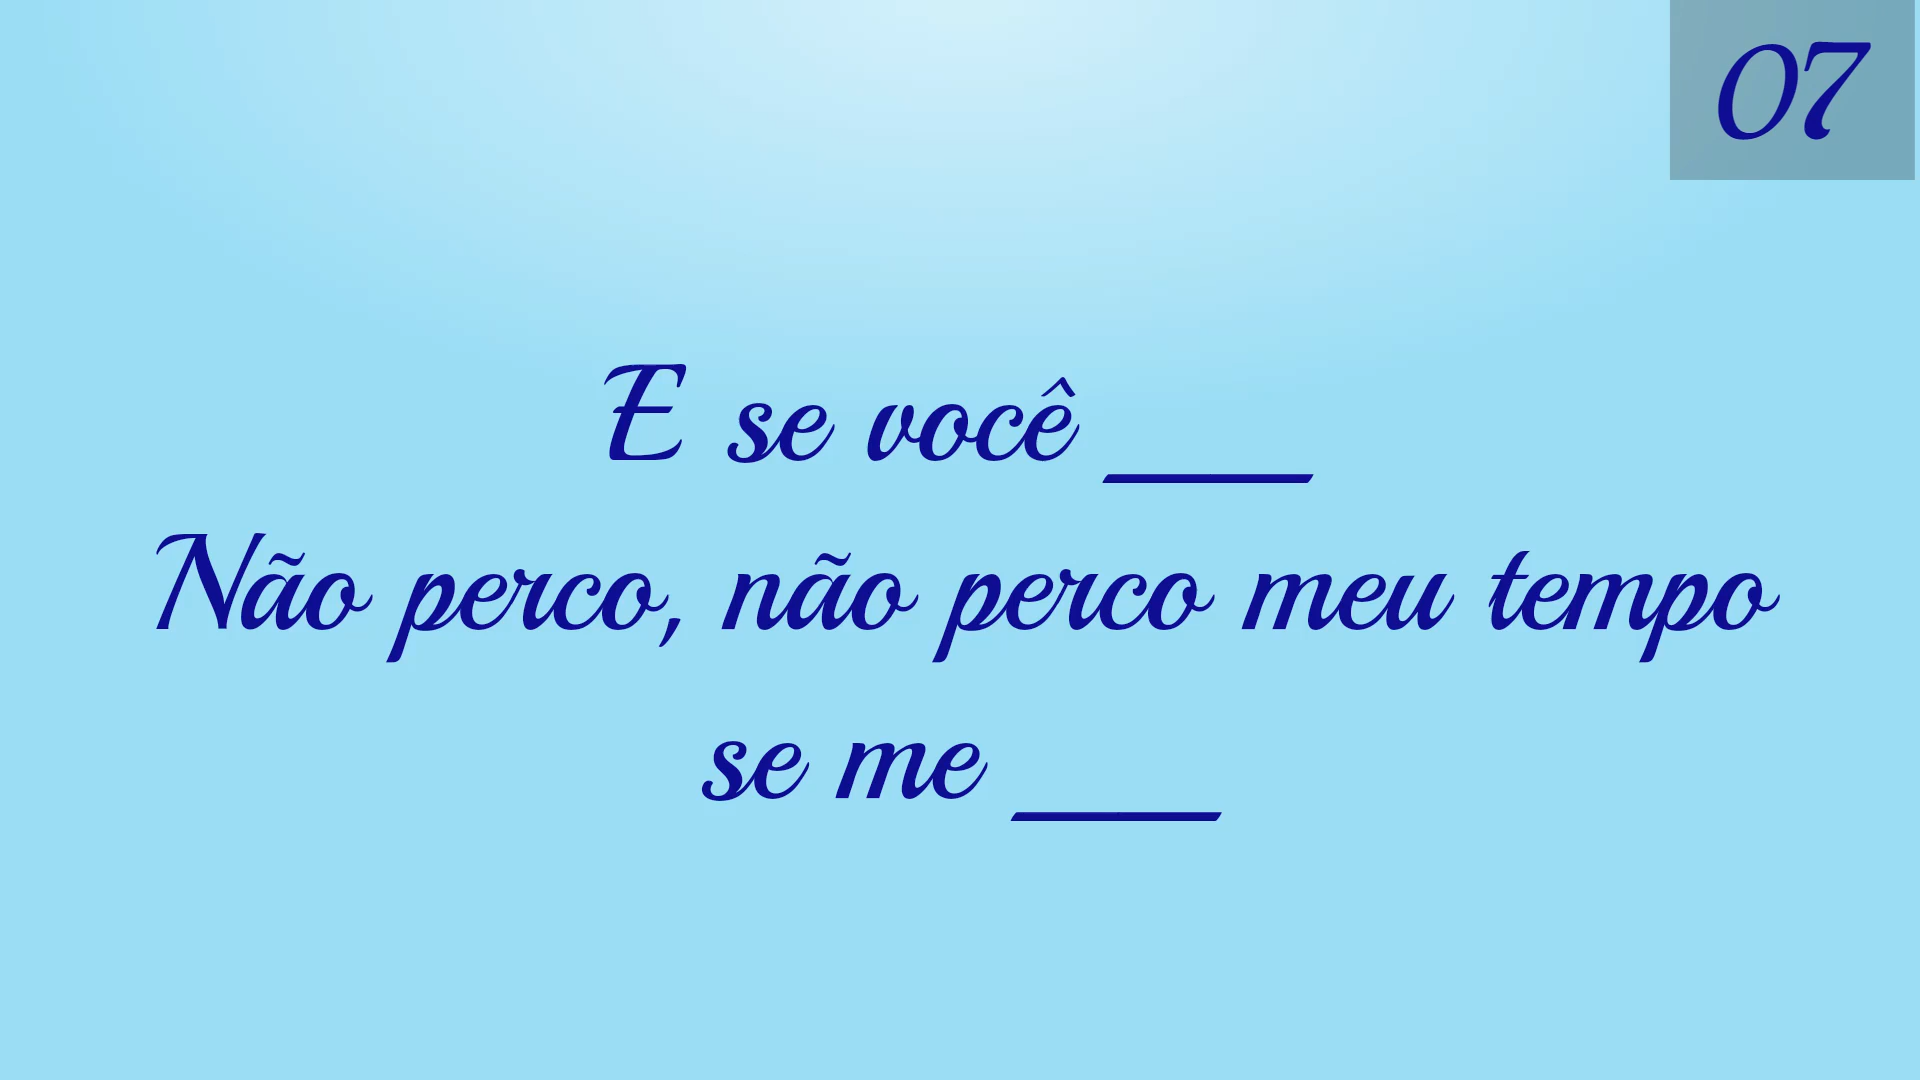 07
E se você ___
Não perco, não perco meu tempo
se me ___